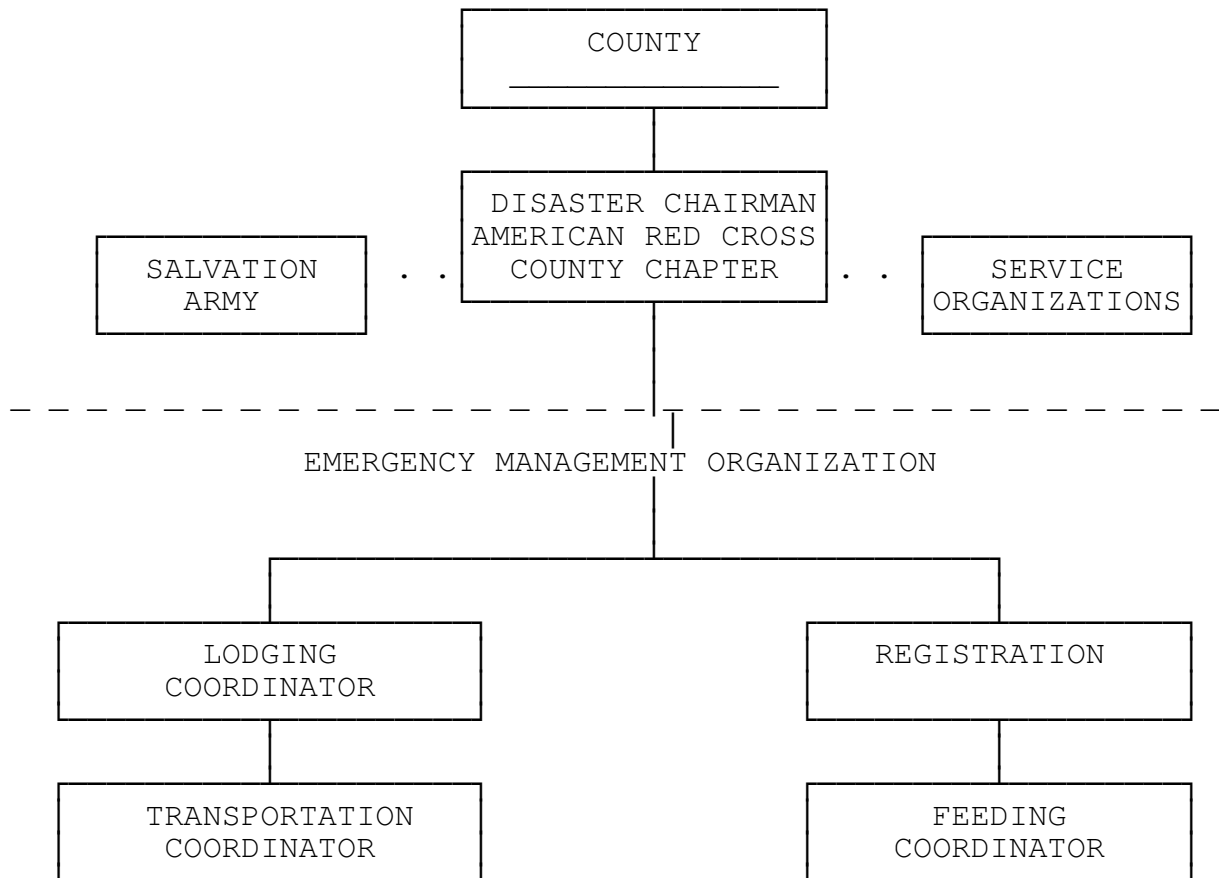 COUNTY
______________
DISASTER CHAIRMAN
AMERICAN RED CROSS
COUNTY CHAPTER
SALVATION
ARMY
. .
. .
SERVICE
ORGANIZATIONS
EMERGENCY MANAGEMENT ORGANIZATION
LODGING
COORDINATOR
REGISTRATION
TRANSPORTATION
COORDINATOR
FEEDING
COORDINATOR